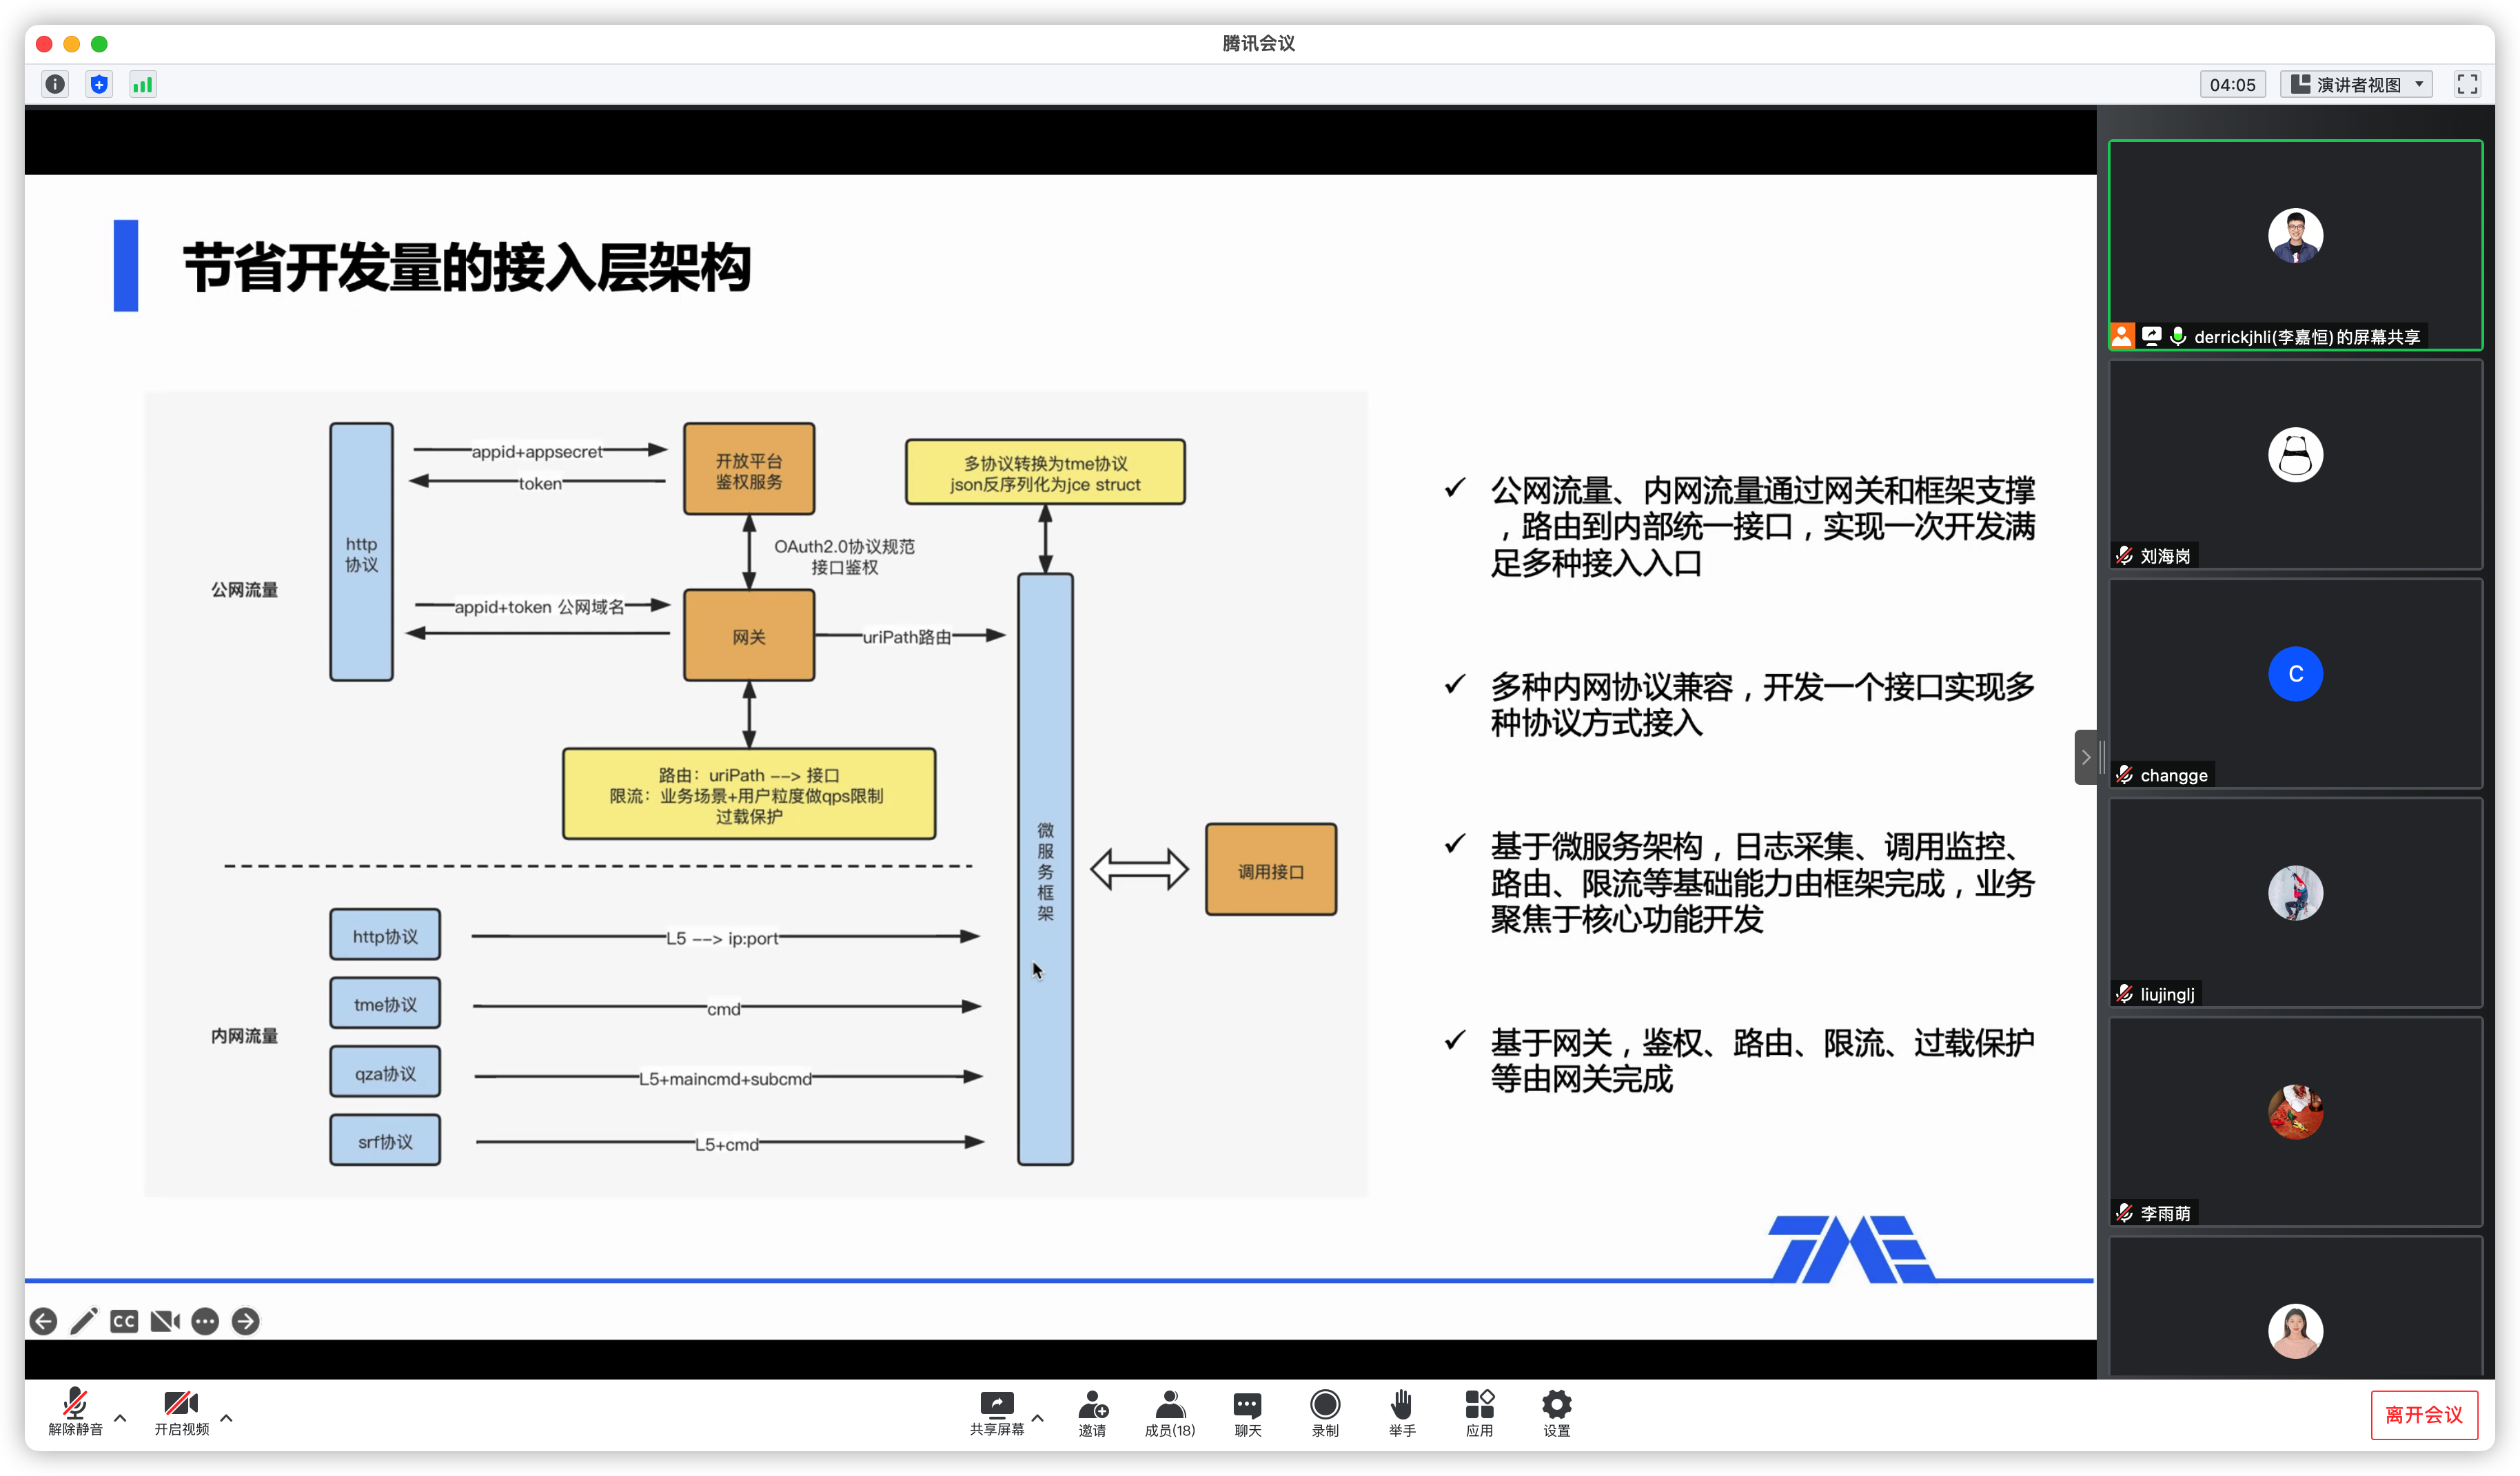 腾讯会议
04:05
演讲者视图
节省开发量的接入层架构
appid+appsecret
token
开放平台
鉴权服务
多协议转换为tme协议
json反序列化为jce struct
http
协议
OAuth2.0协议规范
接口鉴权
公网流量
appid+token 公网域名
网关
uriPath路由
路由：uriPath --> 接口
限流：业务场景+用户粒度做qps限制
过载保护
微
服
务
框
架
调用接口
http协议
L5 --> ip:port
tme协议
cmd
内网流量
qza协议
L5+maincmd+subcmd
srf协议
L5+cmd
✓ 公网流量、内网流量通过网关和框架支撑
，路由到内部统一接口，实现一次开发满
足多种接入入口
✓ 多种内网协议兼容，开发一个接口实现多
种协议方式接入
✓ 基于微服务架构，日志采集、调用监控、
路由、限流等基础能力由框架完成，业务
聚焦于核心功能开发
✓ 基于网关，鉴权、路由、限流、过载保护
等由网关完成
TME
CC
derrickjhli(李嘉恒)的屏幕共享
刘海岗
C
changge
liujinglj
李雨萌
解除静音
开启视频
共享屏幕
邀请
成员(18)
聊天
录制
举手
应用
设置
离开会议